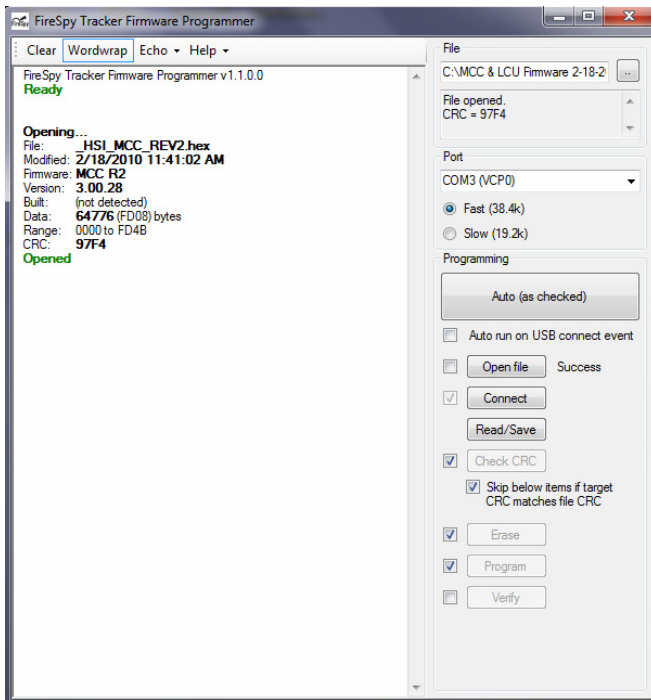 FireSpy Tracker Firmware Programmer
Clear Wordwrap Echo Help
FireSpy Tracker Firmware Programmer v1.1.0.0
Ready
Opening...
File: _HSI_MCC_REV2.hex
Modified: 2/18/2010 11:41:02 AM
Firmware: MCC R2
Version: 3.00.28
Built: (not detected)
Data: 64776 (FD08) bytes
Range: 0000 to FD4B
CRC: 97F4
Opened
File
C:\MCC & LCU Firmware 2-18-2 ..
File opened.
CRC = 97F4
Port
COM3 (VCP0)
Fast (38.4k)
Slow (19.2k)
Programming
Auto (as checked)
Auto run on USB connect event
Open file Success
Connect
Read/Save
Check CRC
Skip below items if target
CRC matches file CRC
Erase
Program
Verify